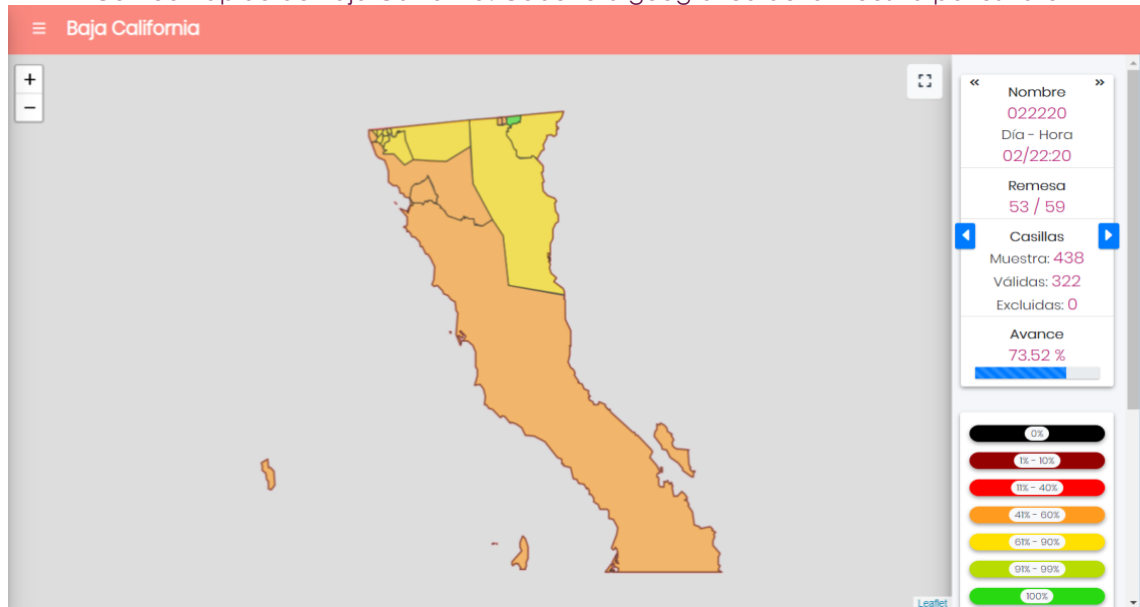 Baja California
+
−
« Nombre »
022220
Día - Hora
02/22:20
Remesa
53 / 59
Casillas
Muestra: 438
Válidas: 322
Excluidas: 0
Avance
73.52 %
0%
1% - 10%
11% - 40%
41% - 60%
61% - 90%
91% - 99%
100%
Leaflet